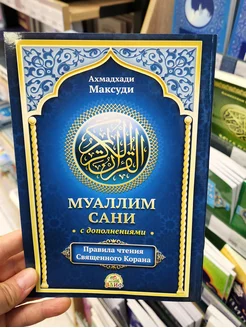 Ахмадхади
Максуди
القرآن الكريم
МУАЛЛИМ
САНИ
с дополнениями
Правила чтения
Священного Корана